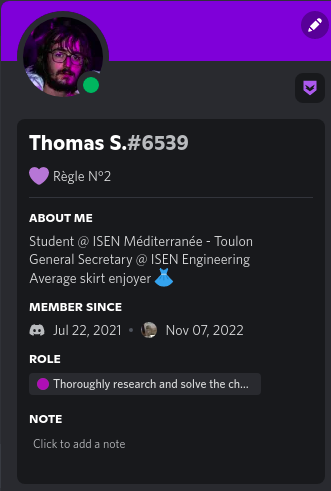 Thomas S.#6539
Règle N°2
ABOUT ME
Student @ ISEN Méditerranée - Toulon
General Secretary @ ISEN Engineering
Average skirt enjoyer 👗
MEMBER SINCE
Jul 22, 2021 • Nov 07, 2022
ROLE
Thoroughly research and solve the ch...
NOTE
Click to add a note